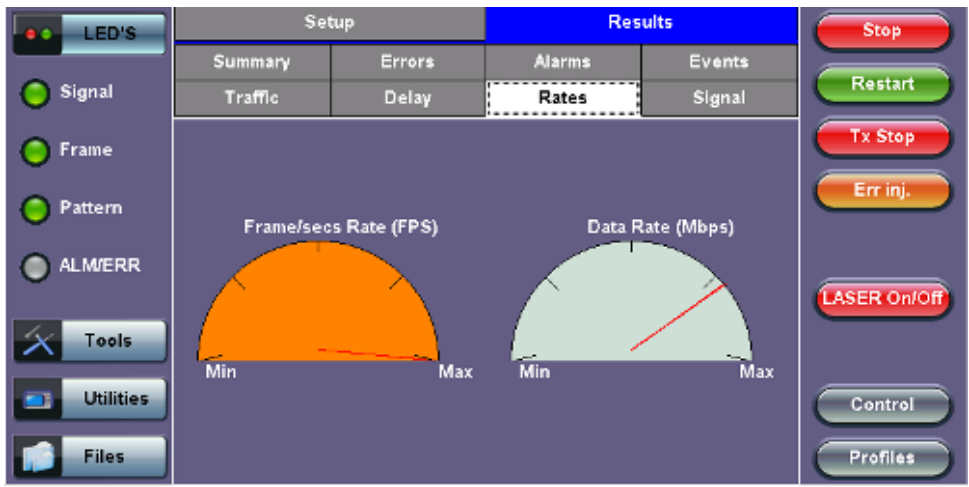 LED'S
Setup
Results
Stop
Summary
Errors
Alarms
Events
Traffic
Delay
Rates
Signal
Restart
Signal
Frame
Pattern
ALM/ERR
Tx Stop
Err inj.
Frame/secs Rate (FPS)
Data Rate (Mbps)
LASER On/Off
Min
Max
Min
Max
Tools
Utilities
Files
Control
Profiles